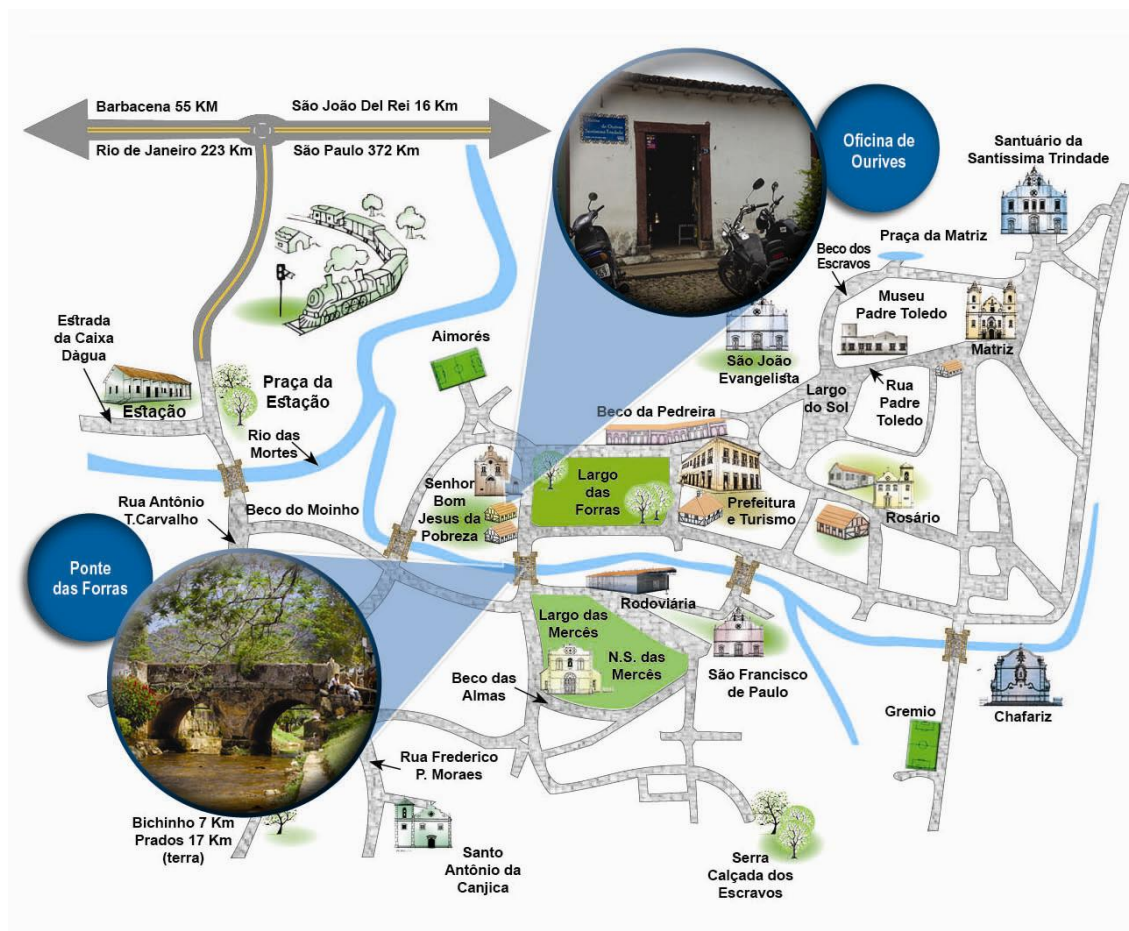 Barbacena 55 KM
São João Del Rei 16 Km
Rio de Janeiro 223 Km
São Paulo 372 Km
Oficina de
Ourives
Santuário da
Santíssima Trindade
de Ourives
Santíssima Trindade
Praça da Matriz
Beco dos
Escravos
Museu
Padre Toledo
Matriz
São João
Evangelista
Largo
do Sol
Rua
Padre
Toledo
Estrada
da Caixa
Dàgua
Estação
Praça da
Estação
Aimorés
Rio das
Mortes
Beco da Pedreira
Senhor
Bom
Jesus da
Pobreza
Largo
das
Forras
Prefeitura
e Turismo
Rosário
Rua Antônio
T.Carvalho
Beco do Moinho
Ponte
das Forras
Rodoviária
Largo das
Mercês
N.S. das
Mercês
São Francisco
de Paulo
Beco das
Almas
Chafariz
Gremio
Rua Frederico
P. Moraes
Bichinho 7 Km
Prados 17 Km
(terra)
Santo
Antônio da
Canjica
Serra
Calçada dos
Escravos